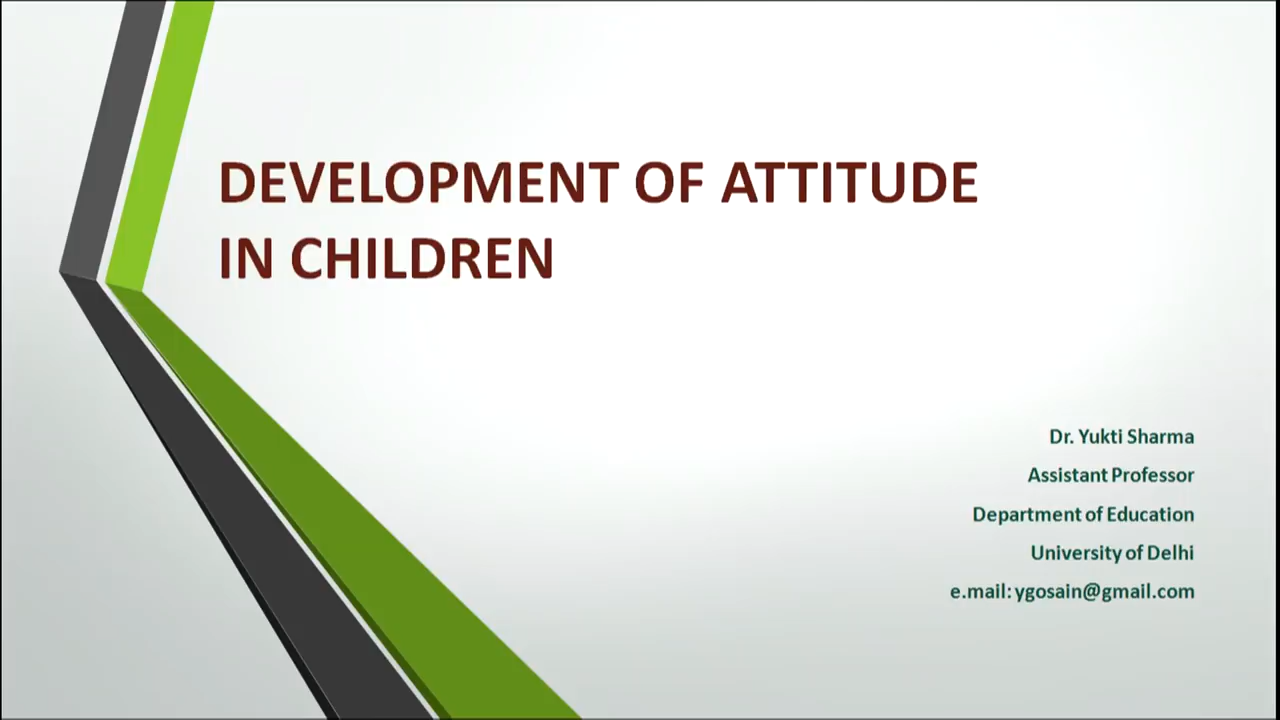 DEVELOPMENT OF ATTITUDE
IN CHILDREN
Dr. Yukti Sharma
Assistant Professor
Department of Education
University of Delhi
e.mail: ygosain@gmail.com